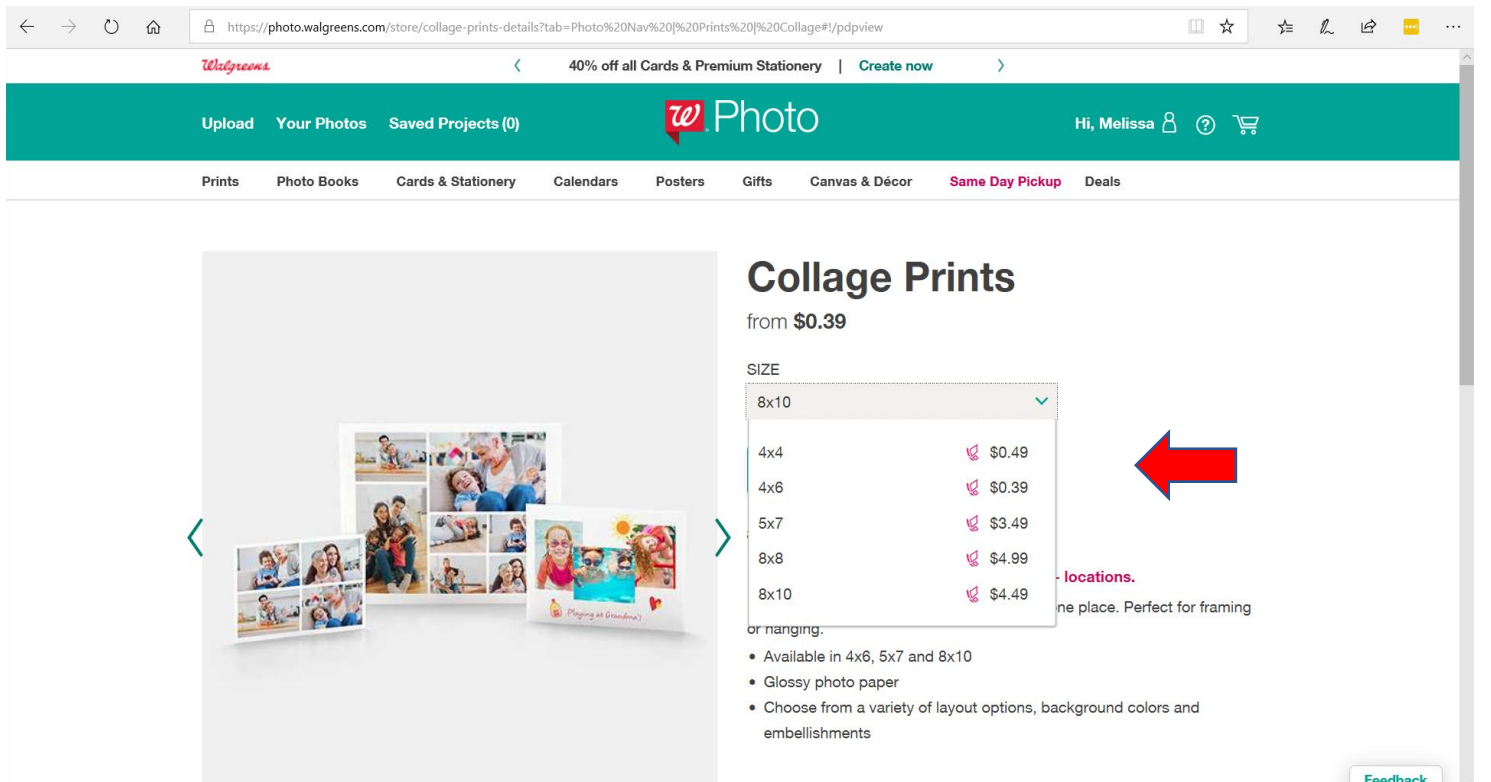 https://photo.walgreens.com/store/collage-prints-details?tab=Photo%20Nav%20|%20Prints%20|%20Collage#!/pdpview
Walgreens
40% off all Cards & Premium Stationery | Create now
Upload Your Photos Saved Projects (0)
W Photo
Hi, Melissa
Prints Photo Books Cards & Stationery Calendars Posters Gifts Canvas & Décor Same Day Pickup Deals
Collage Prints
from $0.39
SIZE
8x10
4x4 $0.49
4x6 $0.39
5x7 $3.49
8x8 $4.99
8x10 $4.49
locations.
place. Perfect for framing
or hanging.
• Available in 4x6, 5x7 and 8x10
• Glossy photo paper
• Choose from a variety of layout options, background colors and
embellishments
Playing at Grandma's
Feedback